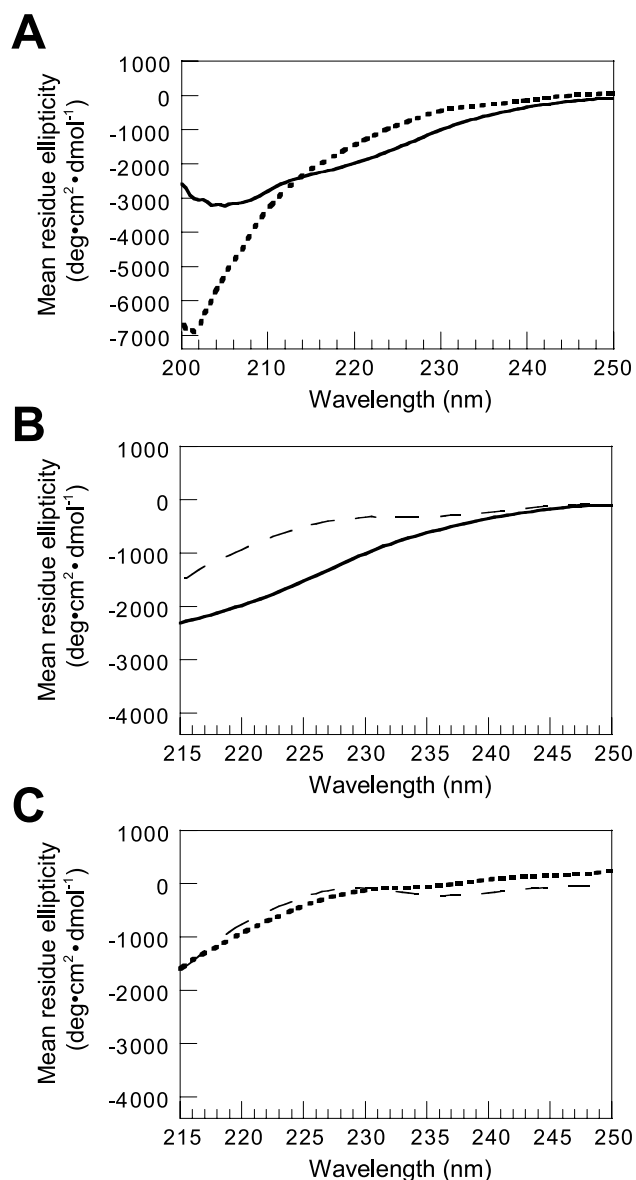 A
Mean residue ellipticity
(deg•cm²•dmol⁻¹)
1000
0
-1000
-2000
-3000
-4000
-5000
-6000
-7000
200 210 220 230 240 250
Wavelength (nm)
B
Mean residue ellipticity
(deg•cm²•dmol⁻¹)
1000
0
-1000
-2000
-3000
-4000
215 220 225 230 235 240 245 250
Wavelength (nm)
C
Mean residue ellipticity
(deg•cm²•dmol⁻¹)
1000
0
-1000
-2000
-3000
-4000
215 220 225 230 235 240 245 250
Wavelength (nm)